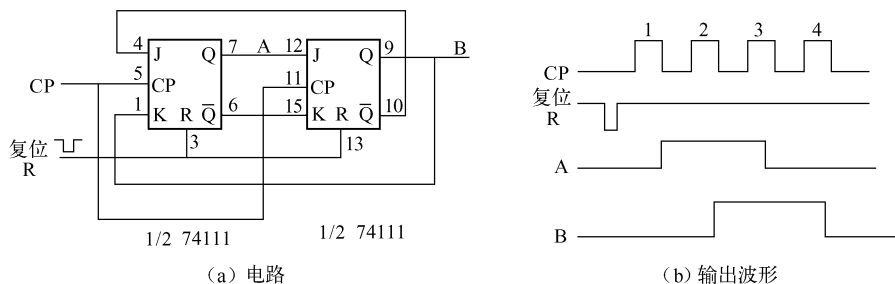 4 J Q 7 A 12 J Q 9 B
CP 5 CP 11 CP
1 K R Q̅ 6 15 K R Q̅ 10
复位 R 3 13
1/2 74111 1/2 74111
(a) 电路
1 2 3 4
CP
复位
R
A
B
(b) 输出波形